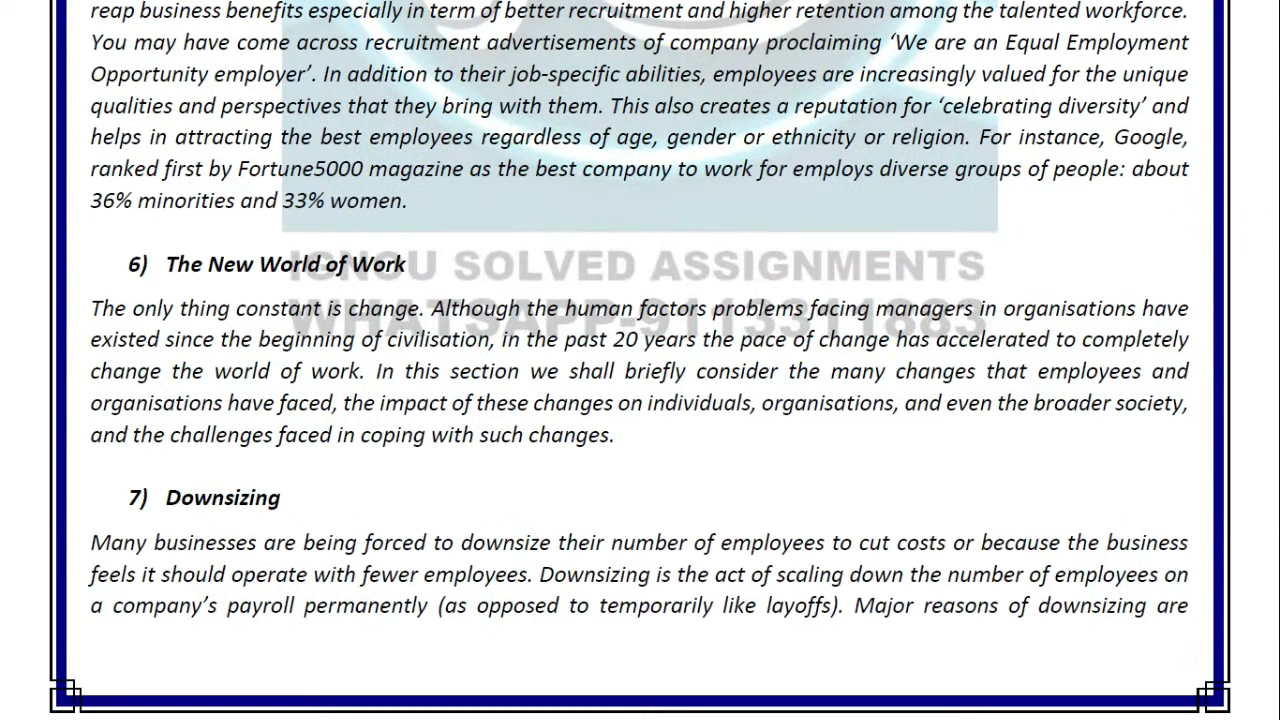 reap business benefits especially in term of better recruitment and higher retention among the talented workforce.
You may have come across recruitment advertisements of company proclaiming ‘We are an Equal Employment
Opportunity employer’. In addition to their job-specific abilities, employees are increasingly valued for the unique
qualities and perspectives that they bring with them. This also creates a reputation for ‘celebrating diversity’ and
helps in attracting the best employees regardless of age, gender or ethnicity or religion. For instance, Google,
ranked first by Fortune5000 magazine as the best company to work for employs diverse groups of people: about
36% minorities and 33% women.
IGNOU SOLVED ASSIGNMENTS
6) The New World of Work
WHATSAPP-9113311883
The only thing constant is change. Although the human factors problems facing managers in organisations have
existed since the beginning of civilisation, in the past 20 years the pace of change has accelerated to completely
change the world of work. In this section we shall briefly consider the many changes that employees and
organisations have faced, the impact of these changes on individuals, organisations, and even the broader society,
and the challenges faced in coping with such changes.
7) Downsizing
Many businesses are being forced to downsize their number of employees to cut costs or because the business
feels it should operate with fewer employees. Downsizing is the act of scaling down the number of employees on
a company’s payroll permanently (as opposed to temporarily like layoffs). Major reasons of downsizing are